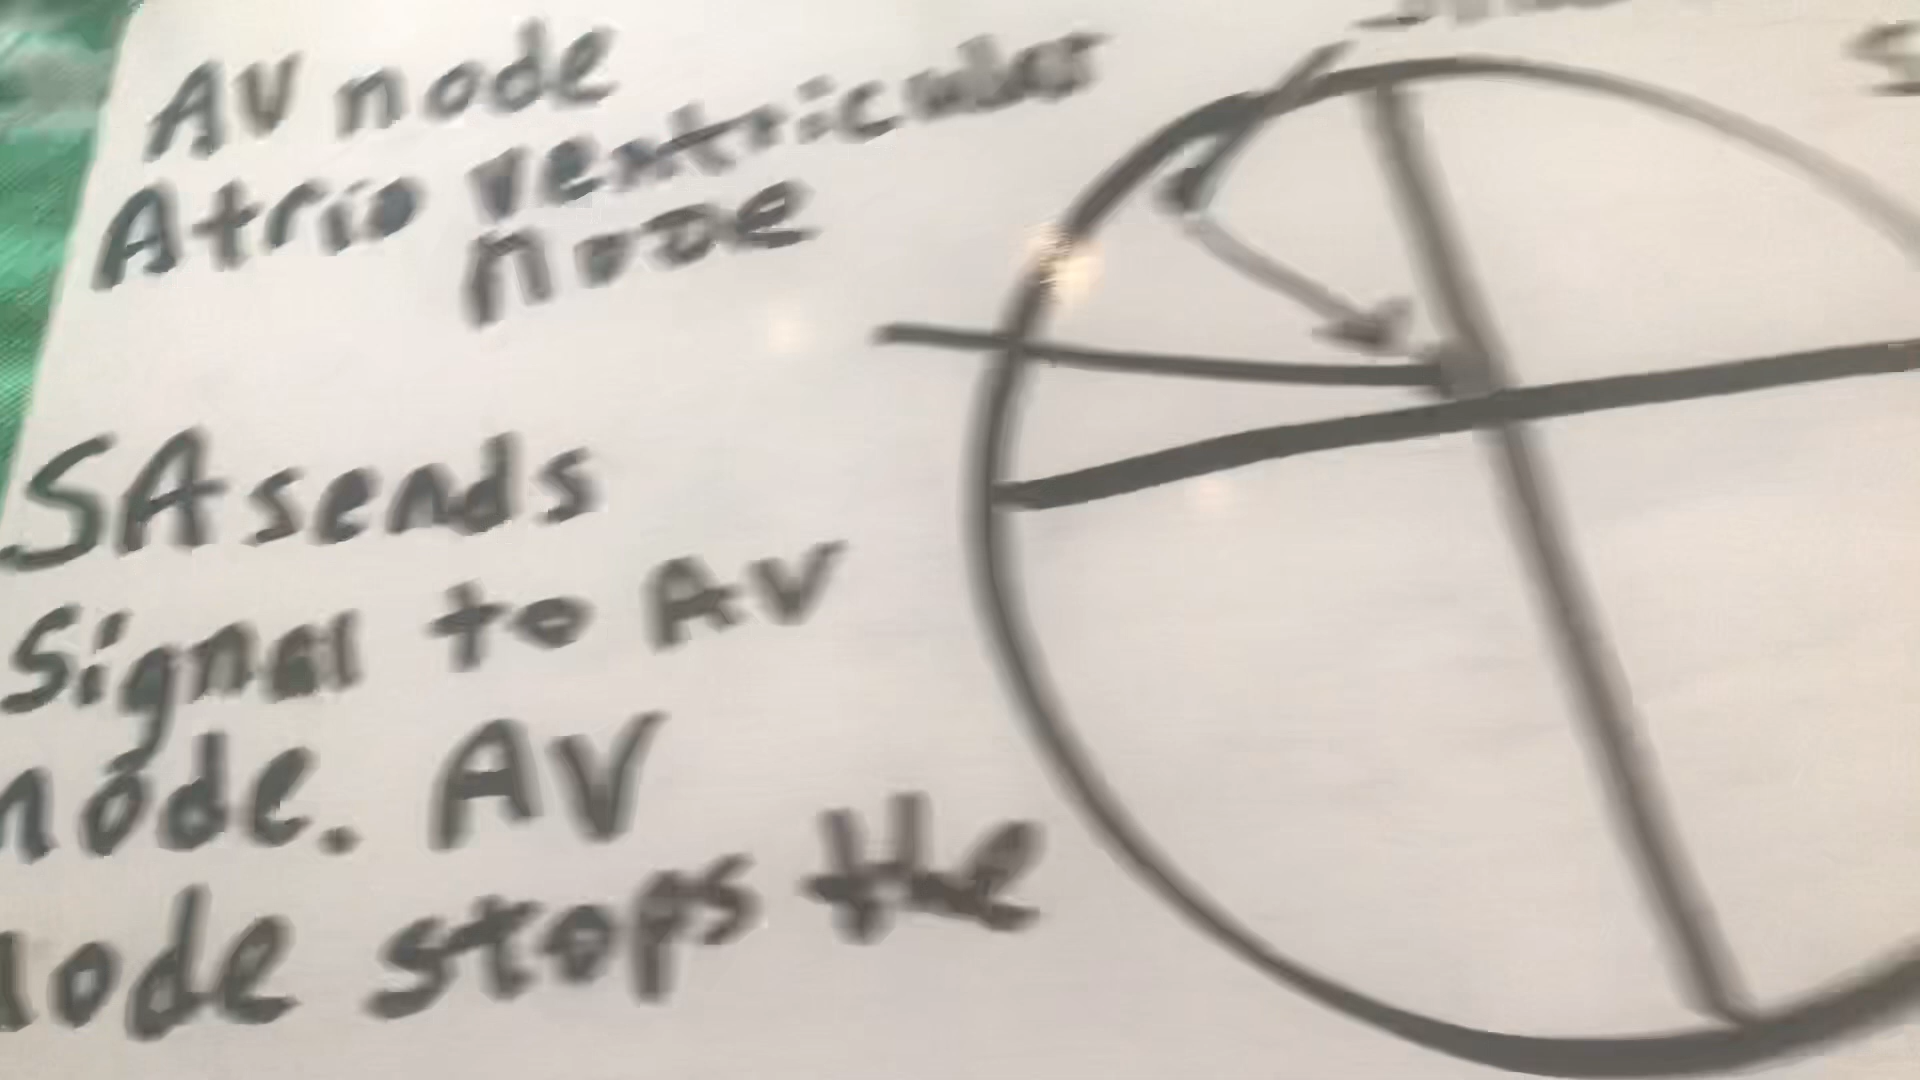 AV node
Atrio ventricular
node
SA sends
Signal to AV
node. AV
node stops the